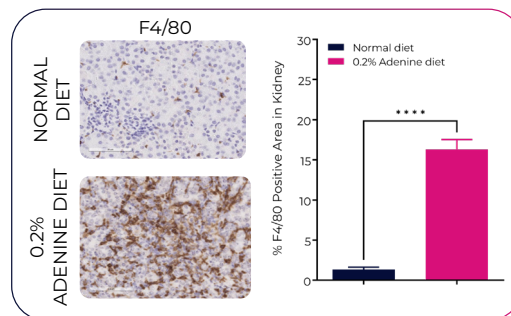 F4/80
NORMAL
DIET
0.2%
ADENINE DIET
Normal diet
0.2% Adenine diet
% F4/80 Positive Area in Kidney
30
25
20
15
10
5
0
****